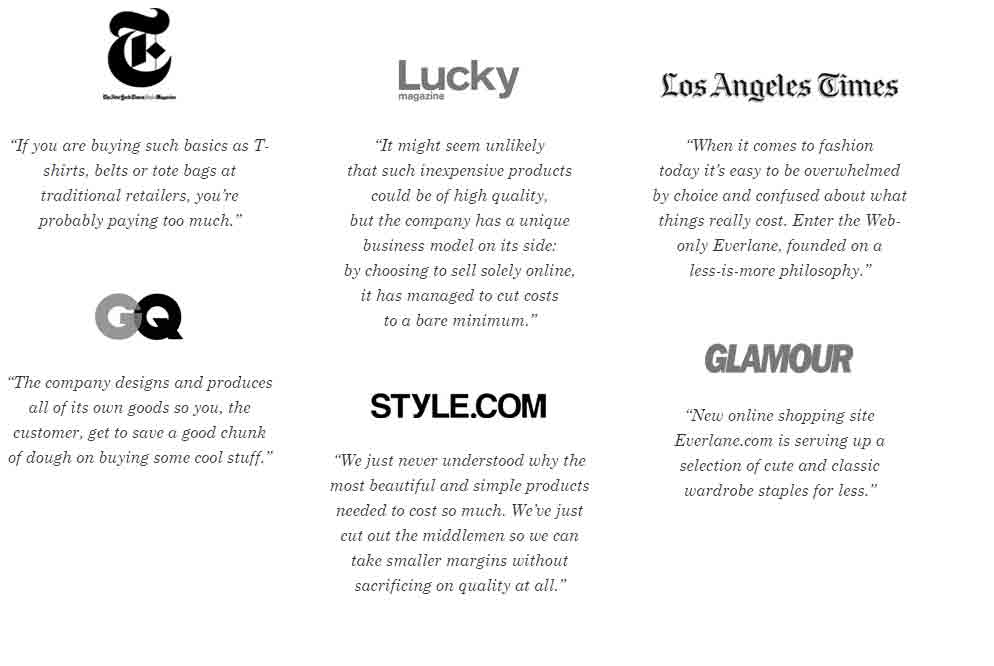 T
The New York Times Style Magazine
“If you are buying such basics as T-
shirts, belts or tote bags at
traditional retailers, you’re
probably paying too much.”
GQ
“The company designs and produces
all of its own goods so you, the
customer, get to save a good chunk
of dough on buying some cool stuff.”
Lucky
magazine
“It might seem unlikely
that such inexpensive products
could be of high quality,
but the company has a unique
business model on its side:
by choosing to sell solely online,
it has managed to cut costs
to a bare minimum.”
STYLE.COM
“We just never understood why the
most beautiful and simple products
needed to cost so much. We’ve just
cut out the middlemen so we can
take smaller margins without
sacrificing on quality at all.”
Los Angeles Times
“When it comes to fashion
today it’s easy to be overwhelmed
by choice and confused about what
things really cost. Enter the Web-
only Everlane, founded on a
less-is-more philosophy.”
GLAMOUR
“New online shopping site
Everlane.com is serving up a
selection of cute and classic
wardrobe staples for less.”